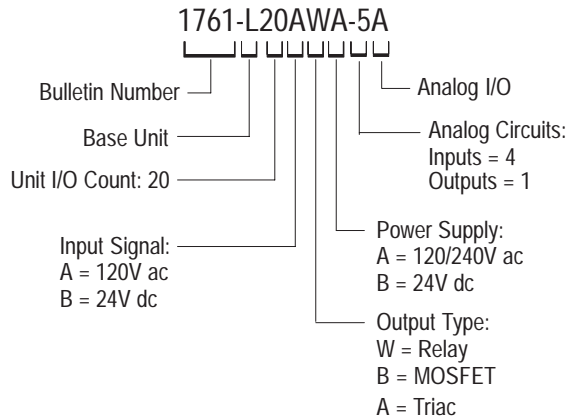 1761-L20AWA-5A
Bulletin Number
Base Unit
Unit I/O Count: 20
Input Signal:
A = 120V ac
B = 24V dc
Analog I/O
Analog Circuits:
Inputs = 4
Outputs = 1
Power Supply:
A = 120/240V ac
B = 24V dc
Output Type:
W = Relay
B = MOSFET
A = Triac